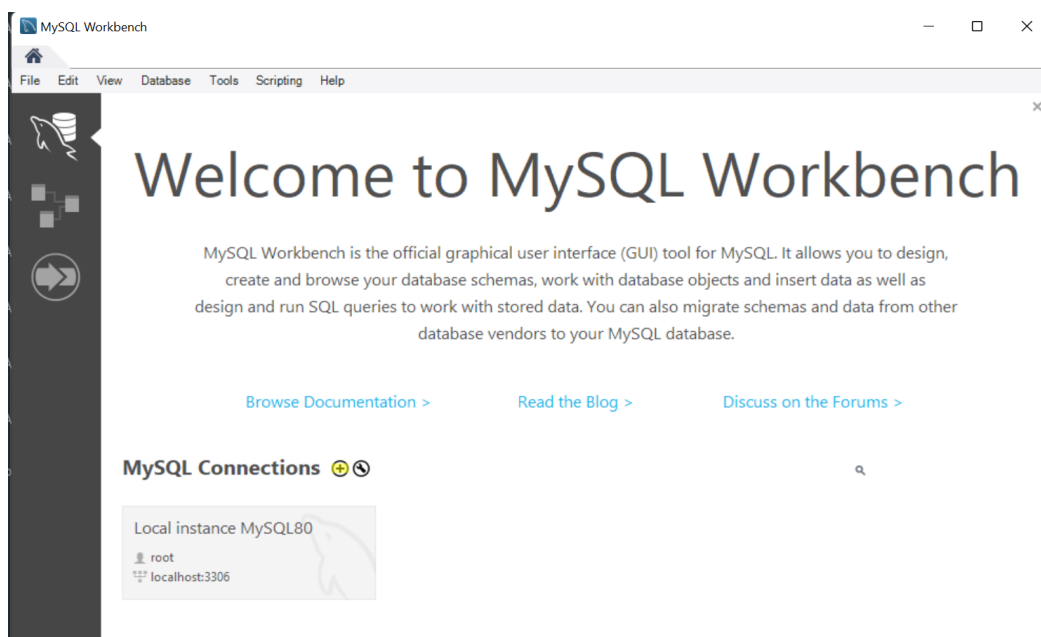 MySQL Workbench
File Edit View Database Tools Scripting Help
Welcome to MySQL Workbench
MySQL Workbench is the official graphical user interface (GUI) tool for MySQL. It allows you to design,
create and browse your database schemas, work with database objects and insert data as well as
design and run SQL queries to work with stored data. You can also migrate schemas and data from other
database vendors to your MySQL database.
Browse Documentation > Read the Blog > Discuss on the Forums >
MySQL Connections
Local instance MySQL80
root
localhost:3306